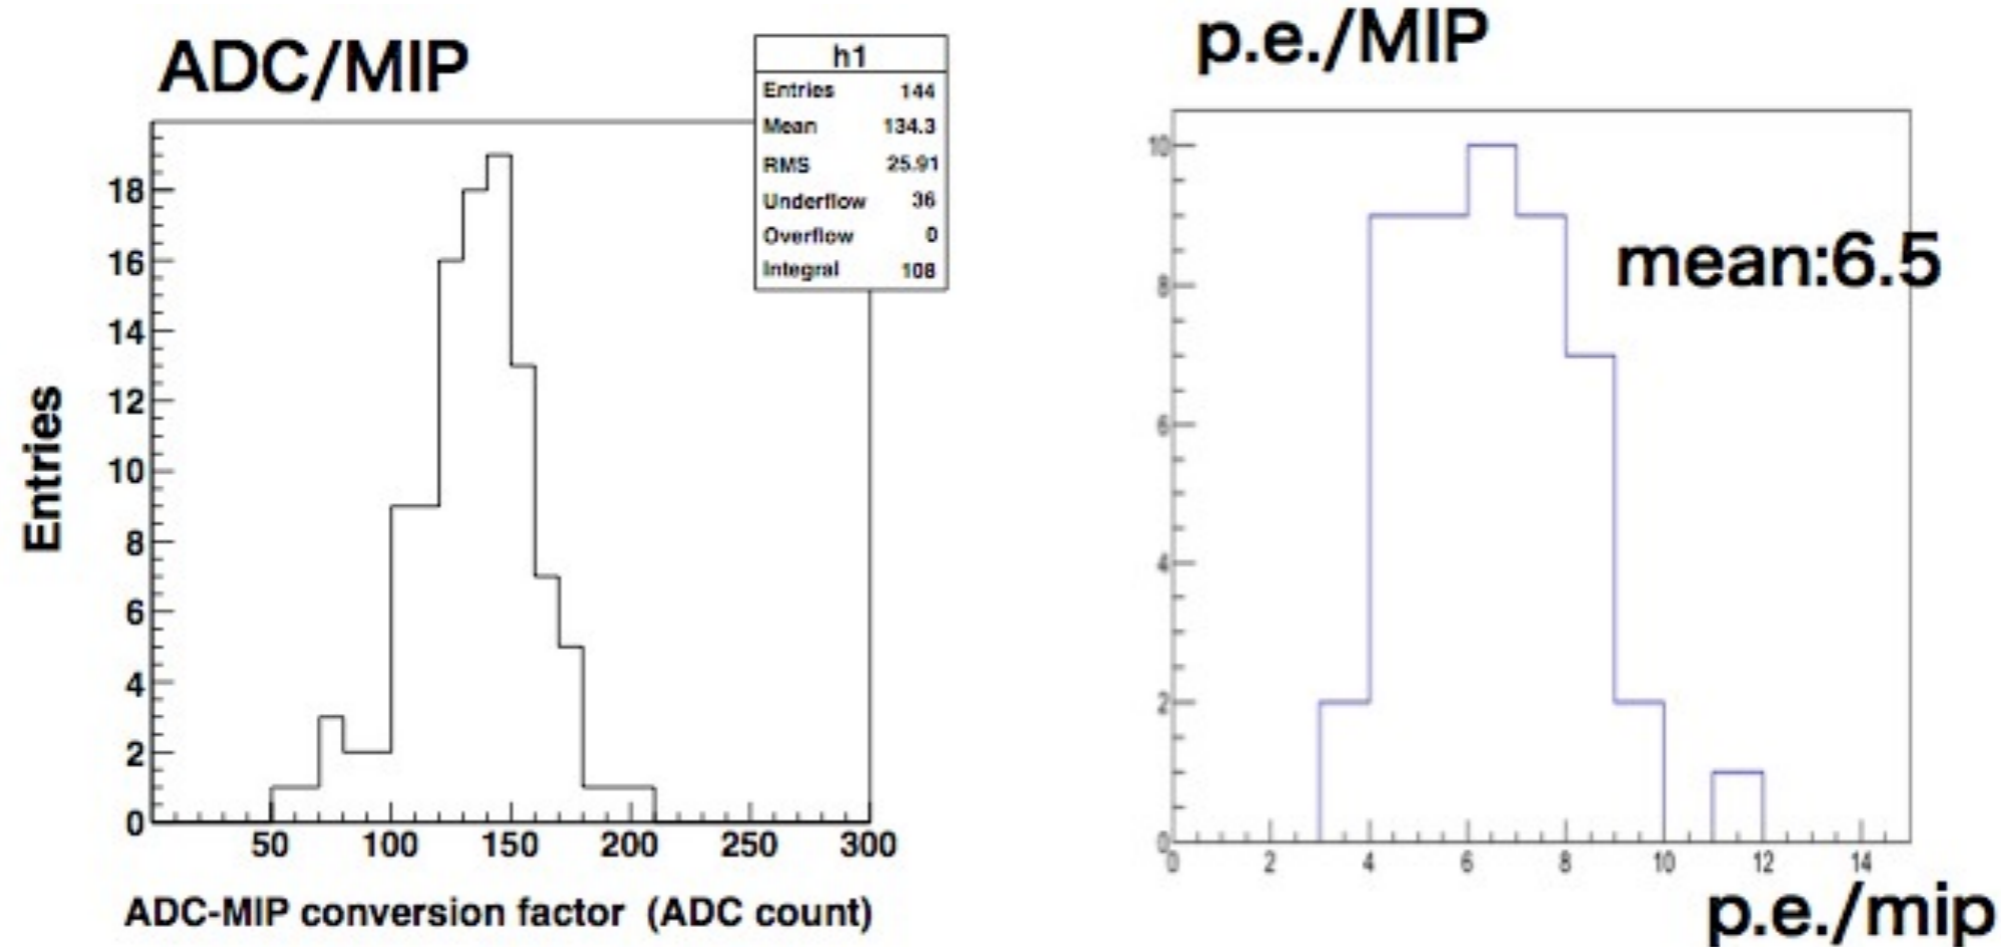 ADC/MIP
h1
Entries 144
Mean 134.3
RMS 25.91
Underflow 36
Overflow 0
Integral 108
18
16
14
12
10
8
6
4
2
0
Entries
50 100 150 200 250 300
ADC-MIP conversion factor (ADC count)
p.e./MIP
10
8
6
4
2
0
mean:6.5
0 2 4 6 8 10 12 14
p.e./mip